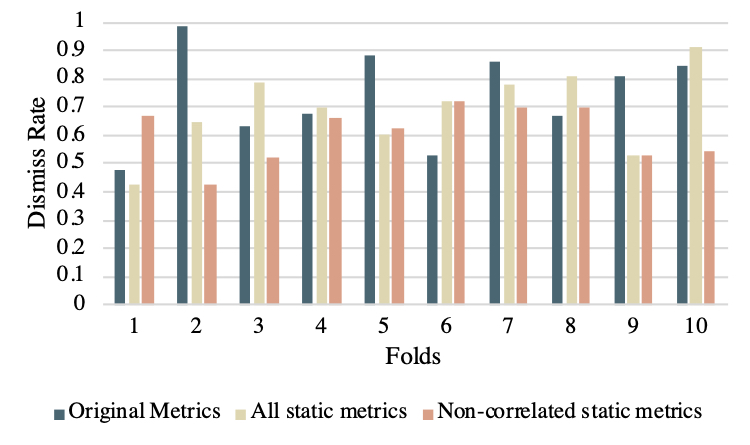 1
0.9
0.8
0.7
0.6
0.5
0.4
0.3
0.2
0.1
0
Dismiss Rate
1 2 3 4 5 6 7 8 9 10
Folds
Original Metrics All static metrics Non-correlated static metrics